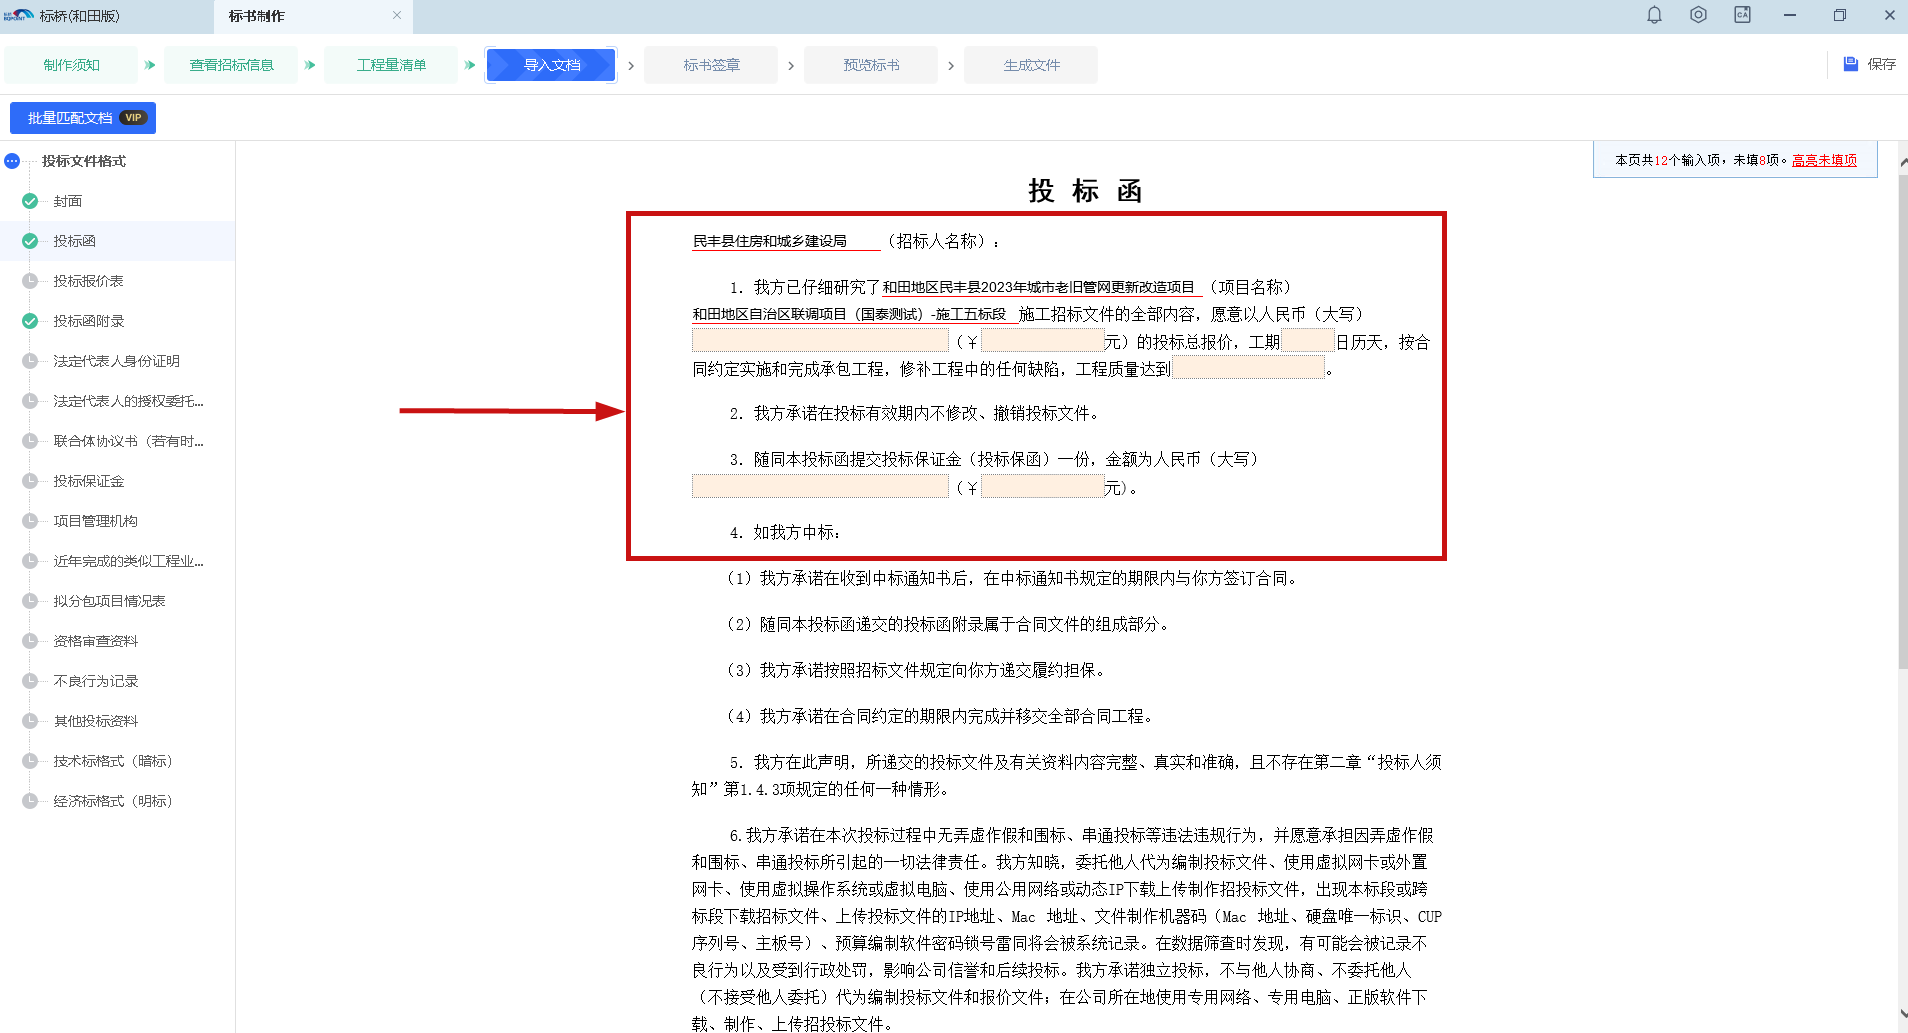 标桥(和田版)
标书制作
制作须知
查看招标信息
工程量清单
导入文档
标书签章
预览标书
生成文件
保存
批量匹配文档 VIP
投标文件格式
封面
投标函
投标报价表
投标函附录
法定代表人身份证明
法定代表人的授权委托...
联合体协议书（若有时...
投标保证金
项目管理机构
近年完成的类似工程业...
拟分包项目情况表
资格审查资料
不良行为记录
其他投标资料
技术标格式（暗标）
经济标格式（明标）
本页共12个输入项，未填8项。高亮未填项
投 标 函
民丰县住房和城乡建设局（招标人名称）：
1. 我方已仔细研究了和田地区民丰县2023年城市老旧管网更新改造项目（项目名称）
和田地区自治区联调项目（国泰测试）-施工五标段 施工招标文件的全部内容，愿意以人民币（大写）
（¥ 元）的投标总报价，工期 日历天，按合
同约定实施和完成承包工程，修补工程中的任何缺陷，工程质量达到 。
2. 我方承诺在投标有效期内不修改、撤销投标文件。
3. 随同本投标函提交投标保证金（投标保函）一份，金额为人民币（大写）
（¥ 元)。
4. 如我方中标：
（1）我方承诺在收到中标通知书后，在中标通知书规定的期限内与你方签订合同。
（2）随同本投标函递交的投标函附录属于合同文件的组成部分。
（3）我方承诺按照招标文件规定向你方递交履约担保。
（4）我方承诺在合同约定的期限内完成并移交全部合同工程。
5. 我方在此声明，所递交的投标文件及有关资料内容完整、真实和准确，且不存在第二章“投标人须
知”第1.4.3项规定的任何一种情形。
6.我方承诺在本次投标过程中无弄虚作假和围标、串通投标等违法违规行为，并愿意承担因弄虚作假
和围标、串通投标所引起的一切法律责任。我方知晓，委托他人代为编制投标文件、使用虚拟网卡或外置
网卡、使用虚拟操作系统或虚拟电脑、使用公用网络或动态IP下载上传制作招投标文件，出现本标段或跨
标段下载招标文件、上传投标文件的IP地址、Mac 地址、文件制作机器码（Mac 地址、硬盘唯一标识、CUP
序列号、主板号）、预算编制软件密码锁号雷同将会被系统记录。在数据筛查时发现，有可能会被记录不
良行为以及受到行政处罚，影响公司信誉和后续投标。我方承诺独立投标，不与他人协商、不委托他人
（不接受他人委托）代为编制投标文件和报价文件；在公司所在地使用专用网络、专用电脑、正版软件下
载、制作、上传招投标文件。